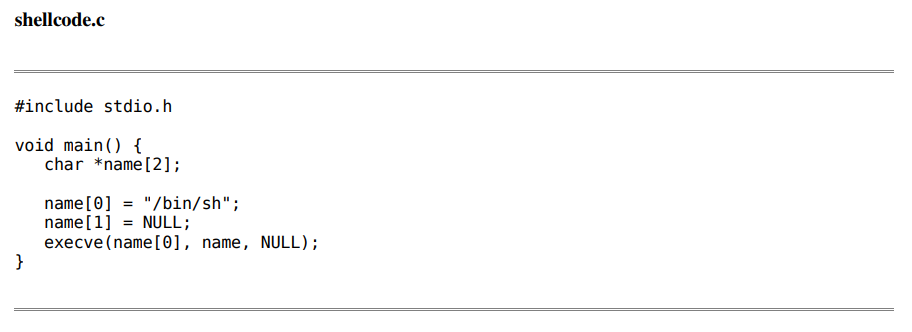 shellcode.c
#include stdio.h
void main() {
   char *name[2];
   name[0] = "/bin/sh";
   name[1] = NULL;
   execve(name[0], name, NULL);
}